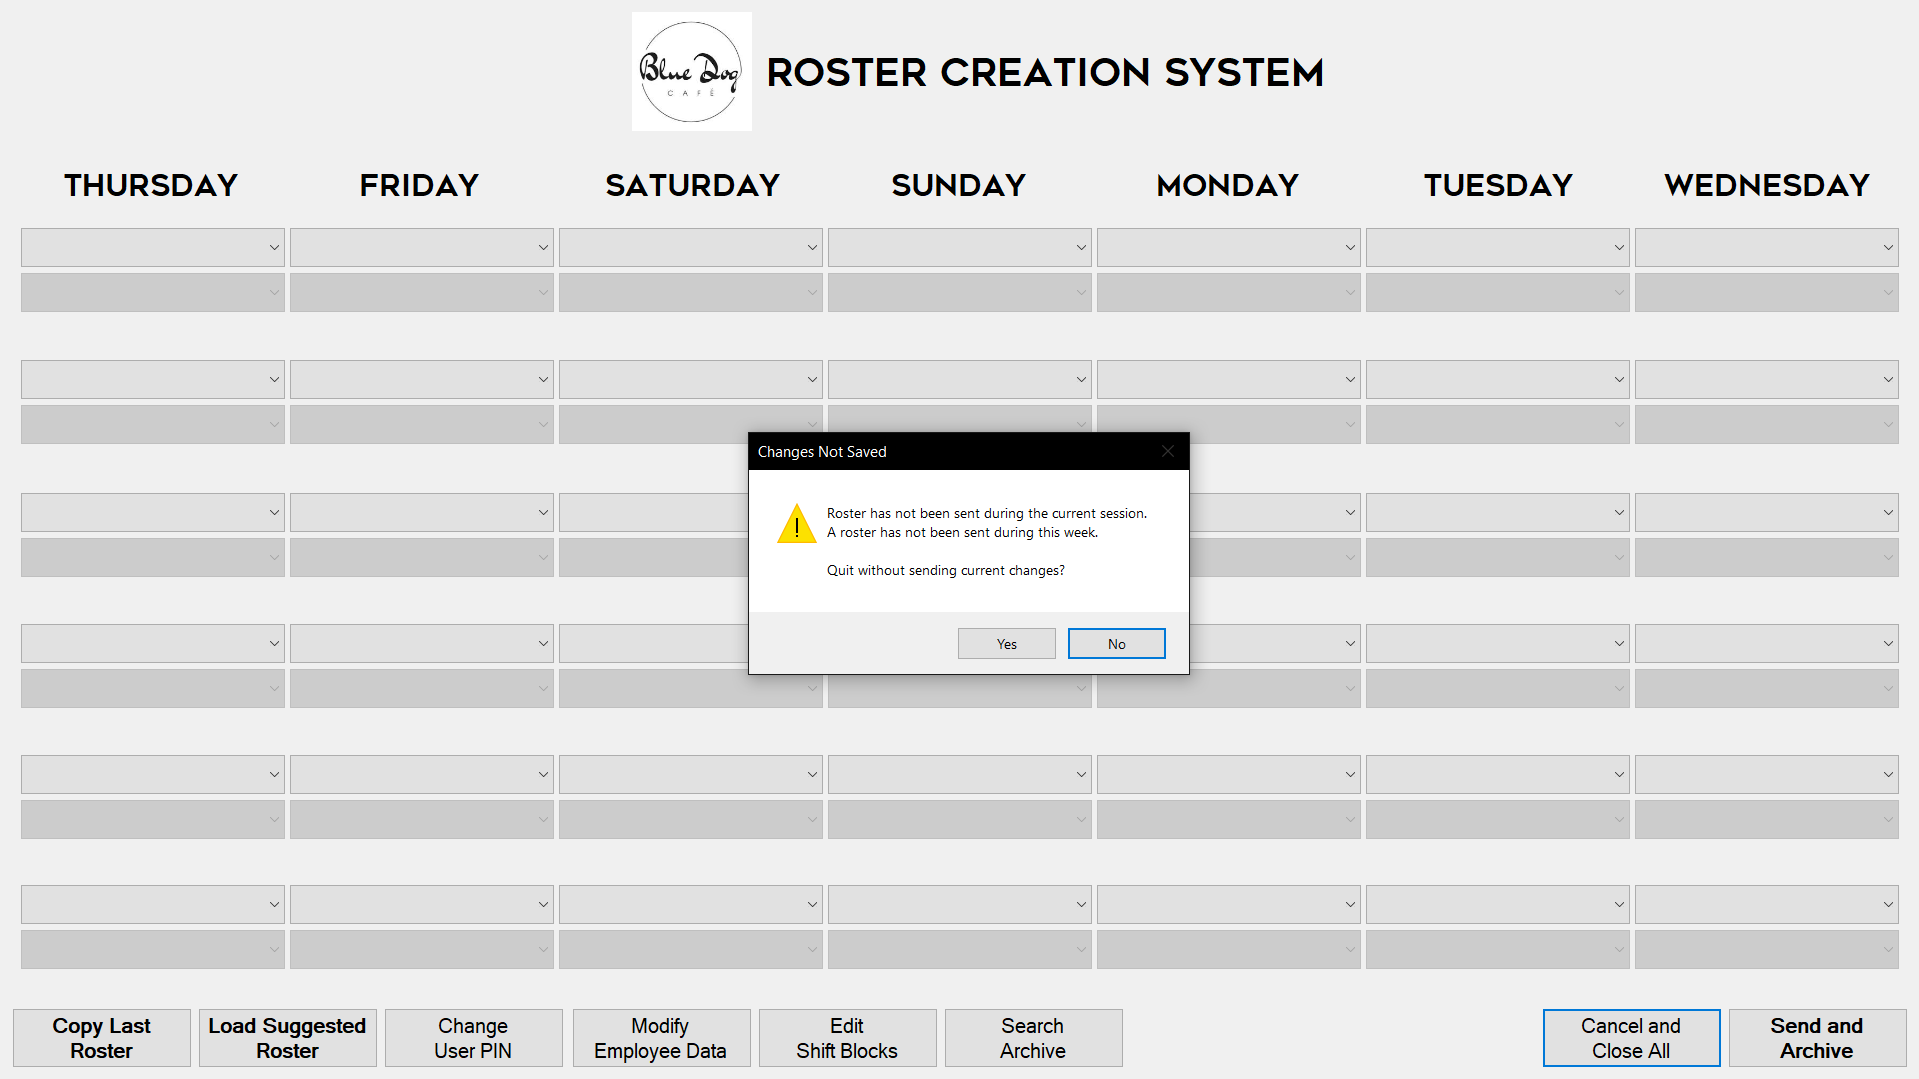 Blue Dog
CAFÉ
ROSTER CREATION SYSTEM
THURSDAY
FRIDAY
SATURDAY
SUNDAY
MONDAY
TUESDAY
WEDNESDAY
Changes Not Saved
Roster has not been sent during the current session.
A roster has not been sent during this week.
Quit without sending current changes?
Yes
No
Copy Last
Roster
Load Suggested
Roster
Change
User PIN
Modify
Employee Data
Edit
Shift Blocks
Search
Archive
Cancel and
Close All
Send and
Archive